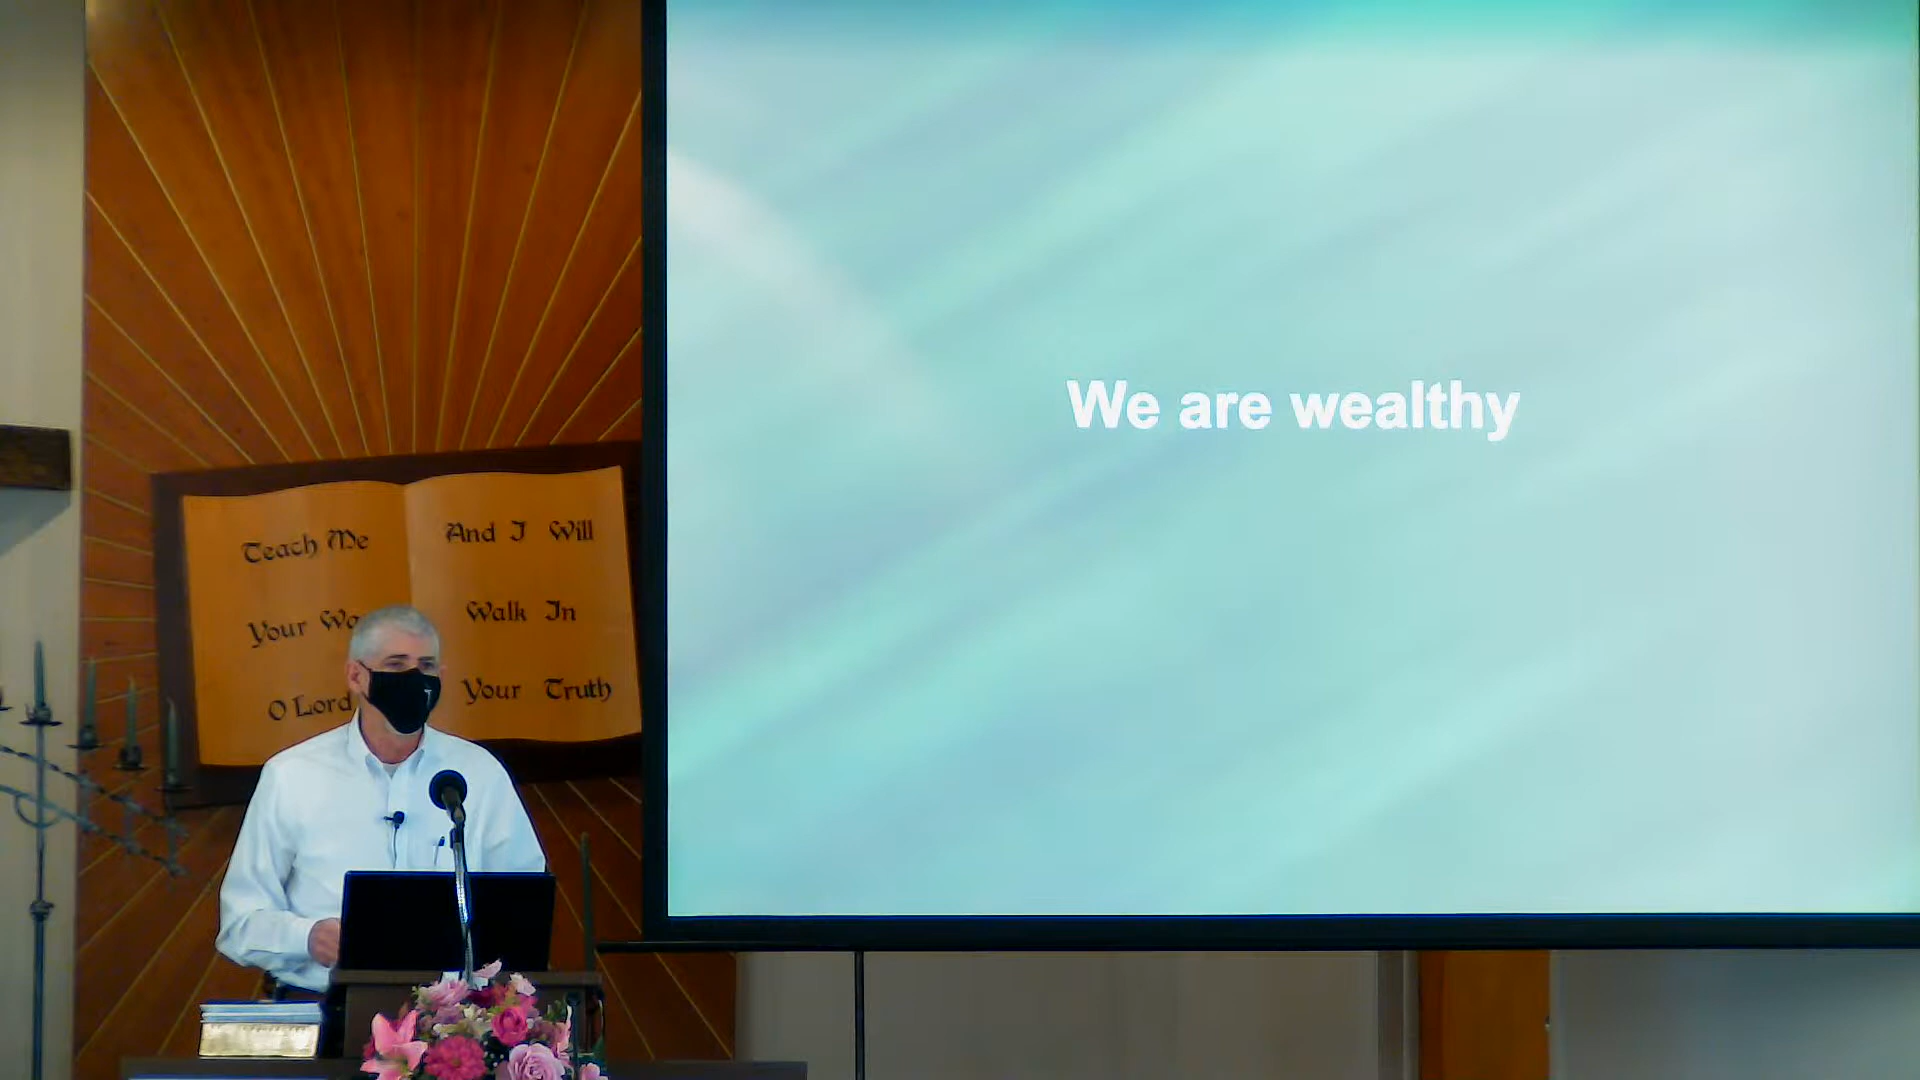 We are wealthy
Teach Me
Your
O Lord
And I Will
Walk In
Your Truth